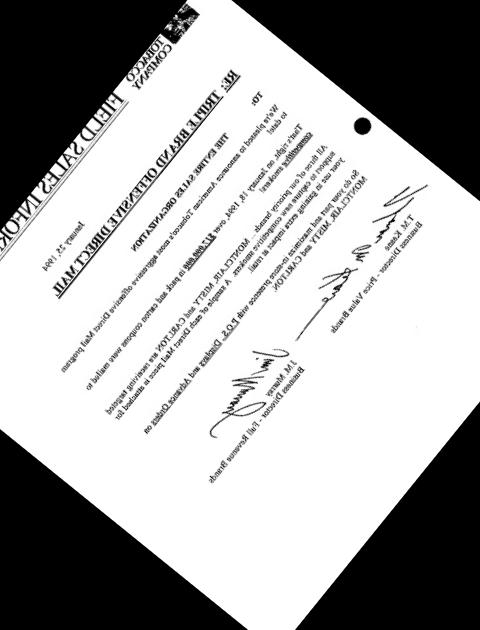 TOBACCO
COMPANY
FIELD SALES INFOR
January 25, 1994
RE: TRIPLE BRAND OFFENSIVE DIRECT MAIL
TO: THE ENTIRE SALES ORGANIZATION
We're pleased to announce American Tobacco's most aggressive offensive Direct Mail program
to date!
That's right, on January 18, 1994 over $17,000,000 in pack and carton coupons were mailed to
competitive smokers!
All three of our priority brands ... MONTCLAIR, MISTY and CARLTON are receiving targeted
support to capture new competitive smokers. A sample of each Direct Mail piece is attached for
your use in gaining extra impact at retail.
So do your part and maximize in-store presence with P.O.S., Displays and Advance Orders on
MONTCLAIR, MISTY and CARLTON.
T.M. Keane
Business Director - Price Value Brands
J.M. Murray
Business Director - Full Revenue Brands